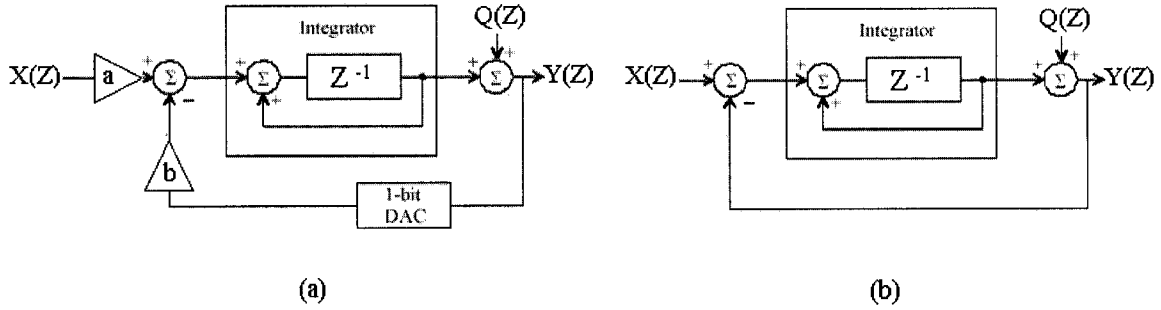 Q(Z)
Integrator
X(Z)
a
+
Σ
−
+
Σ
+
Z -1
+
Σ
+
Y(Z)
b
1-bit
DAC
(a)
Q(Z)
Integrator
X(Z)
+
Σ
−
+
Σ
+
Z -1
+
Σ
+
Y(Z)
(b)